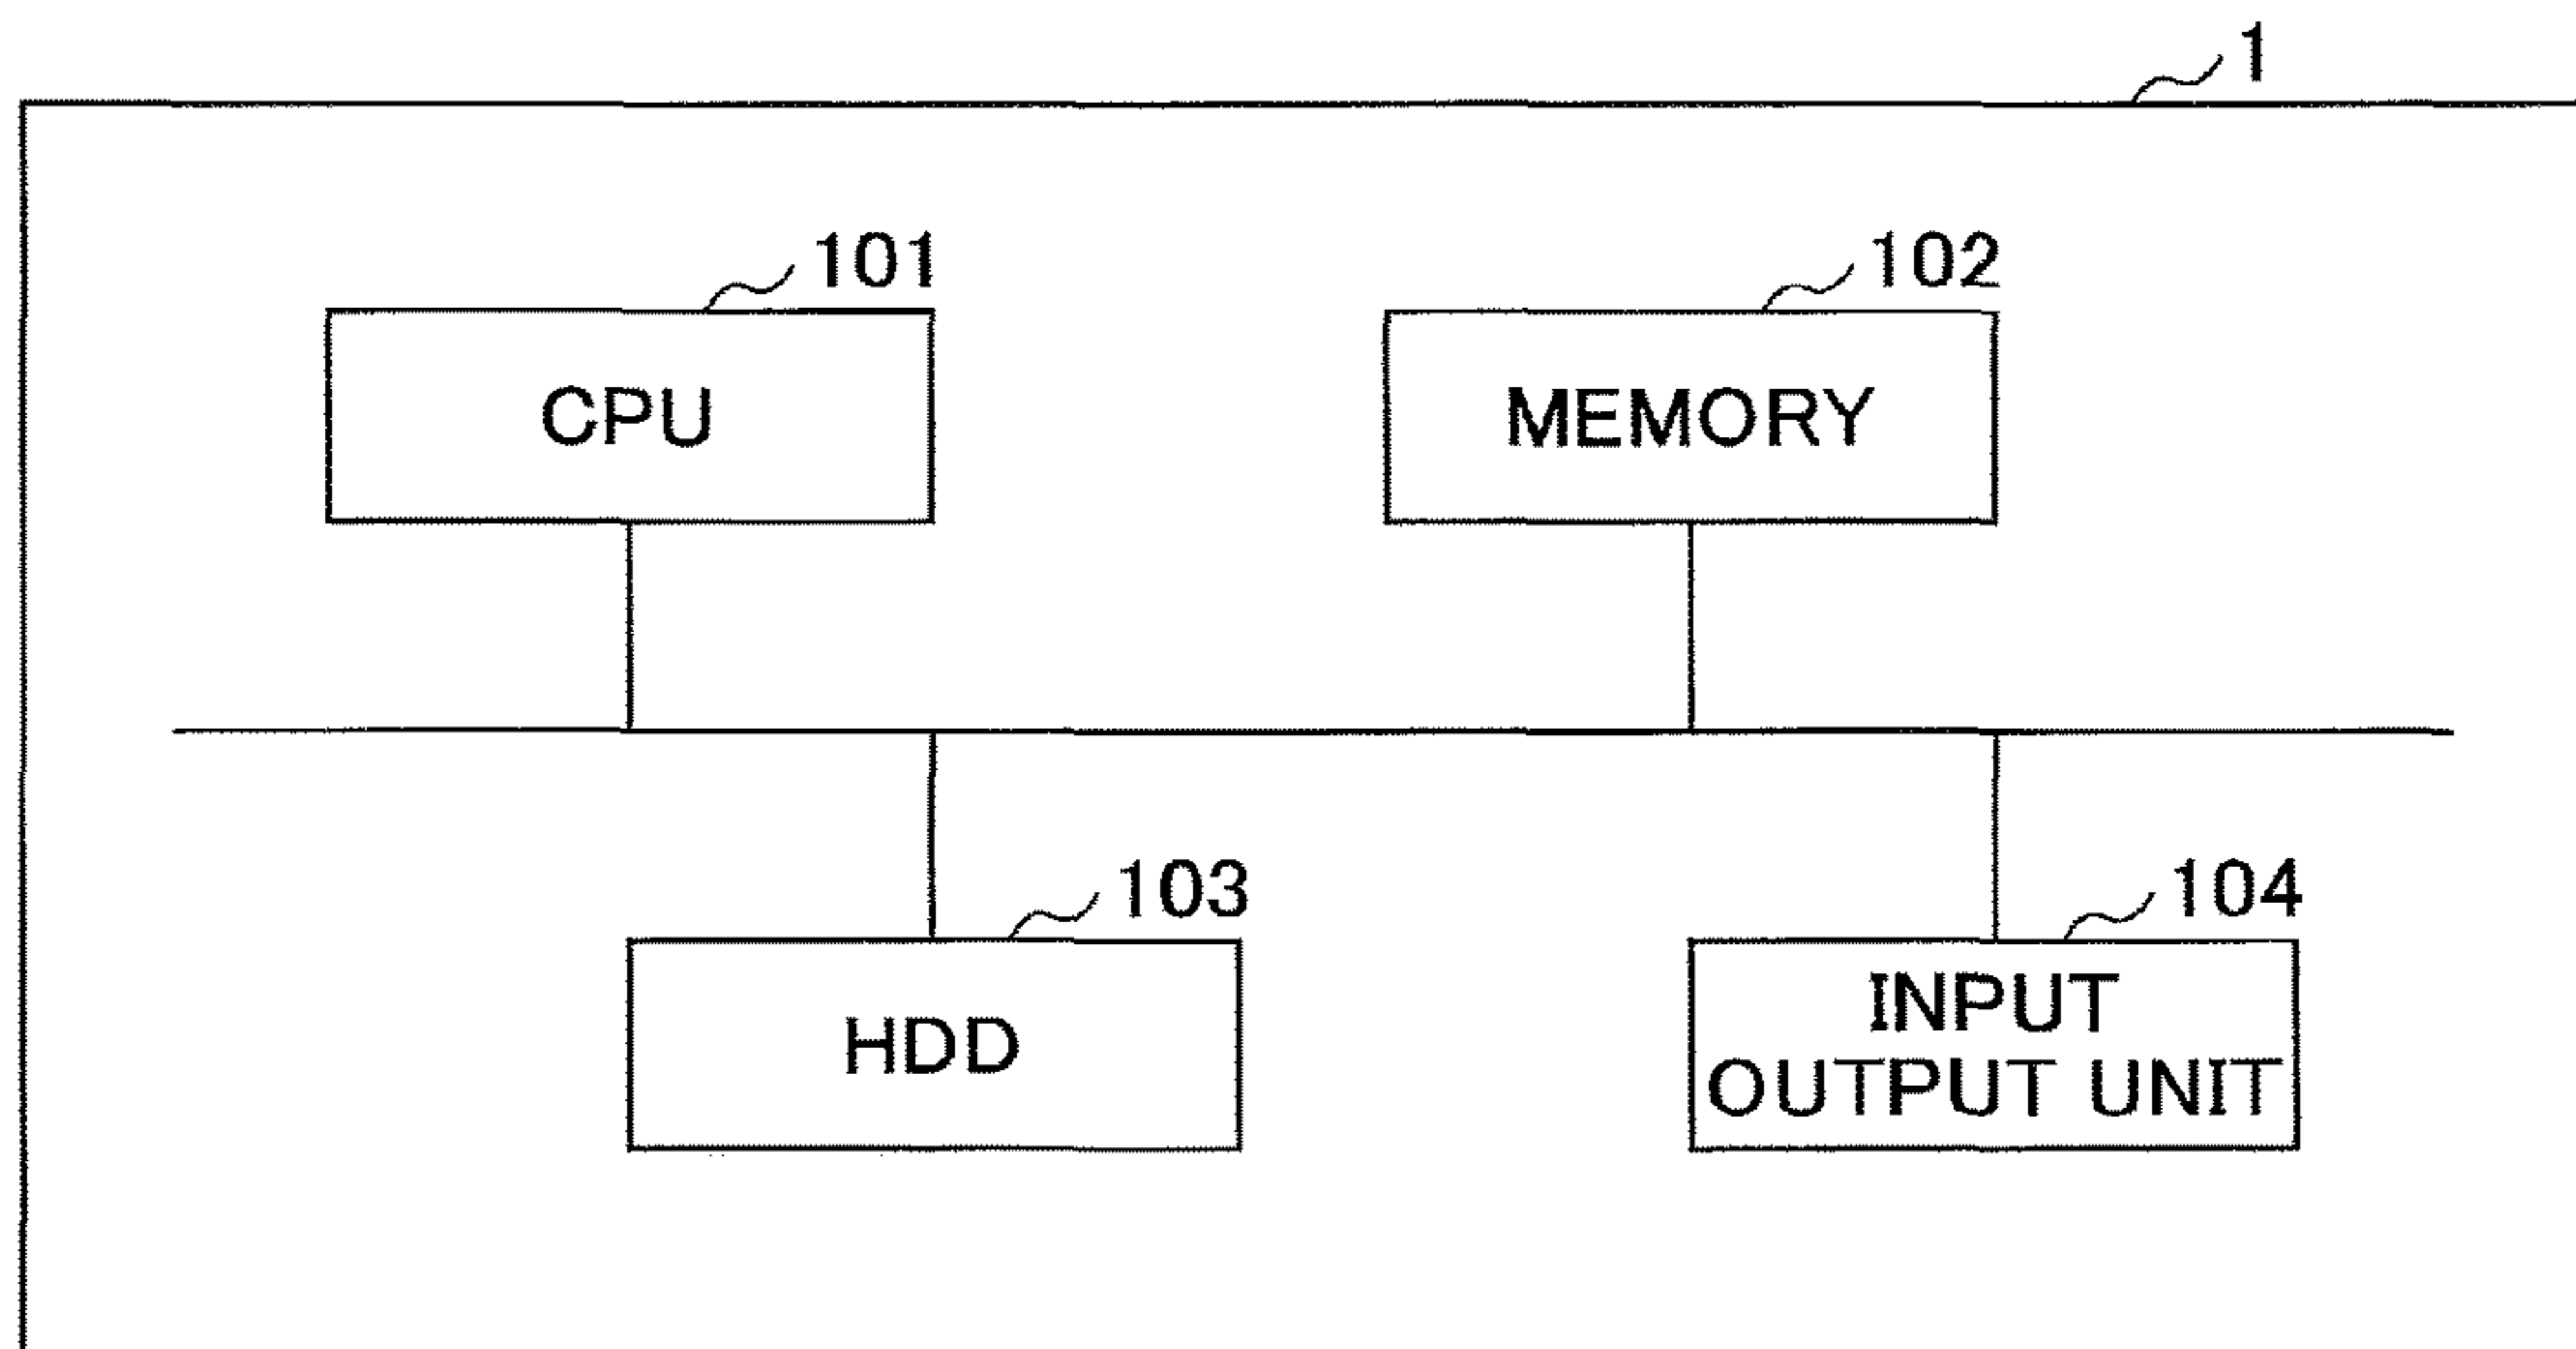 1
101
102
CPU
MEMORY
103
104
HDD
INPUT
OUTPUT UNIT